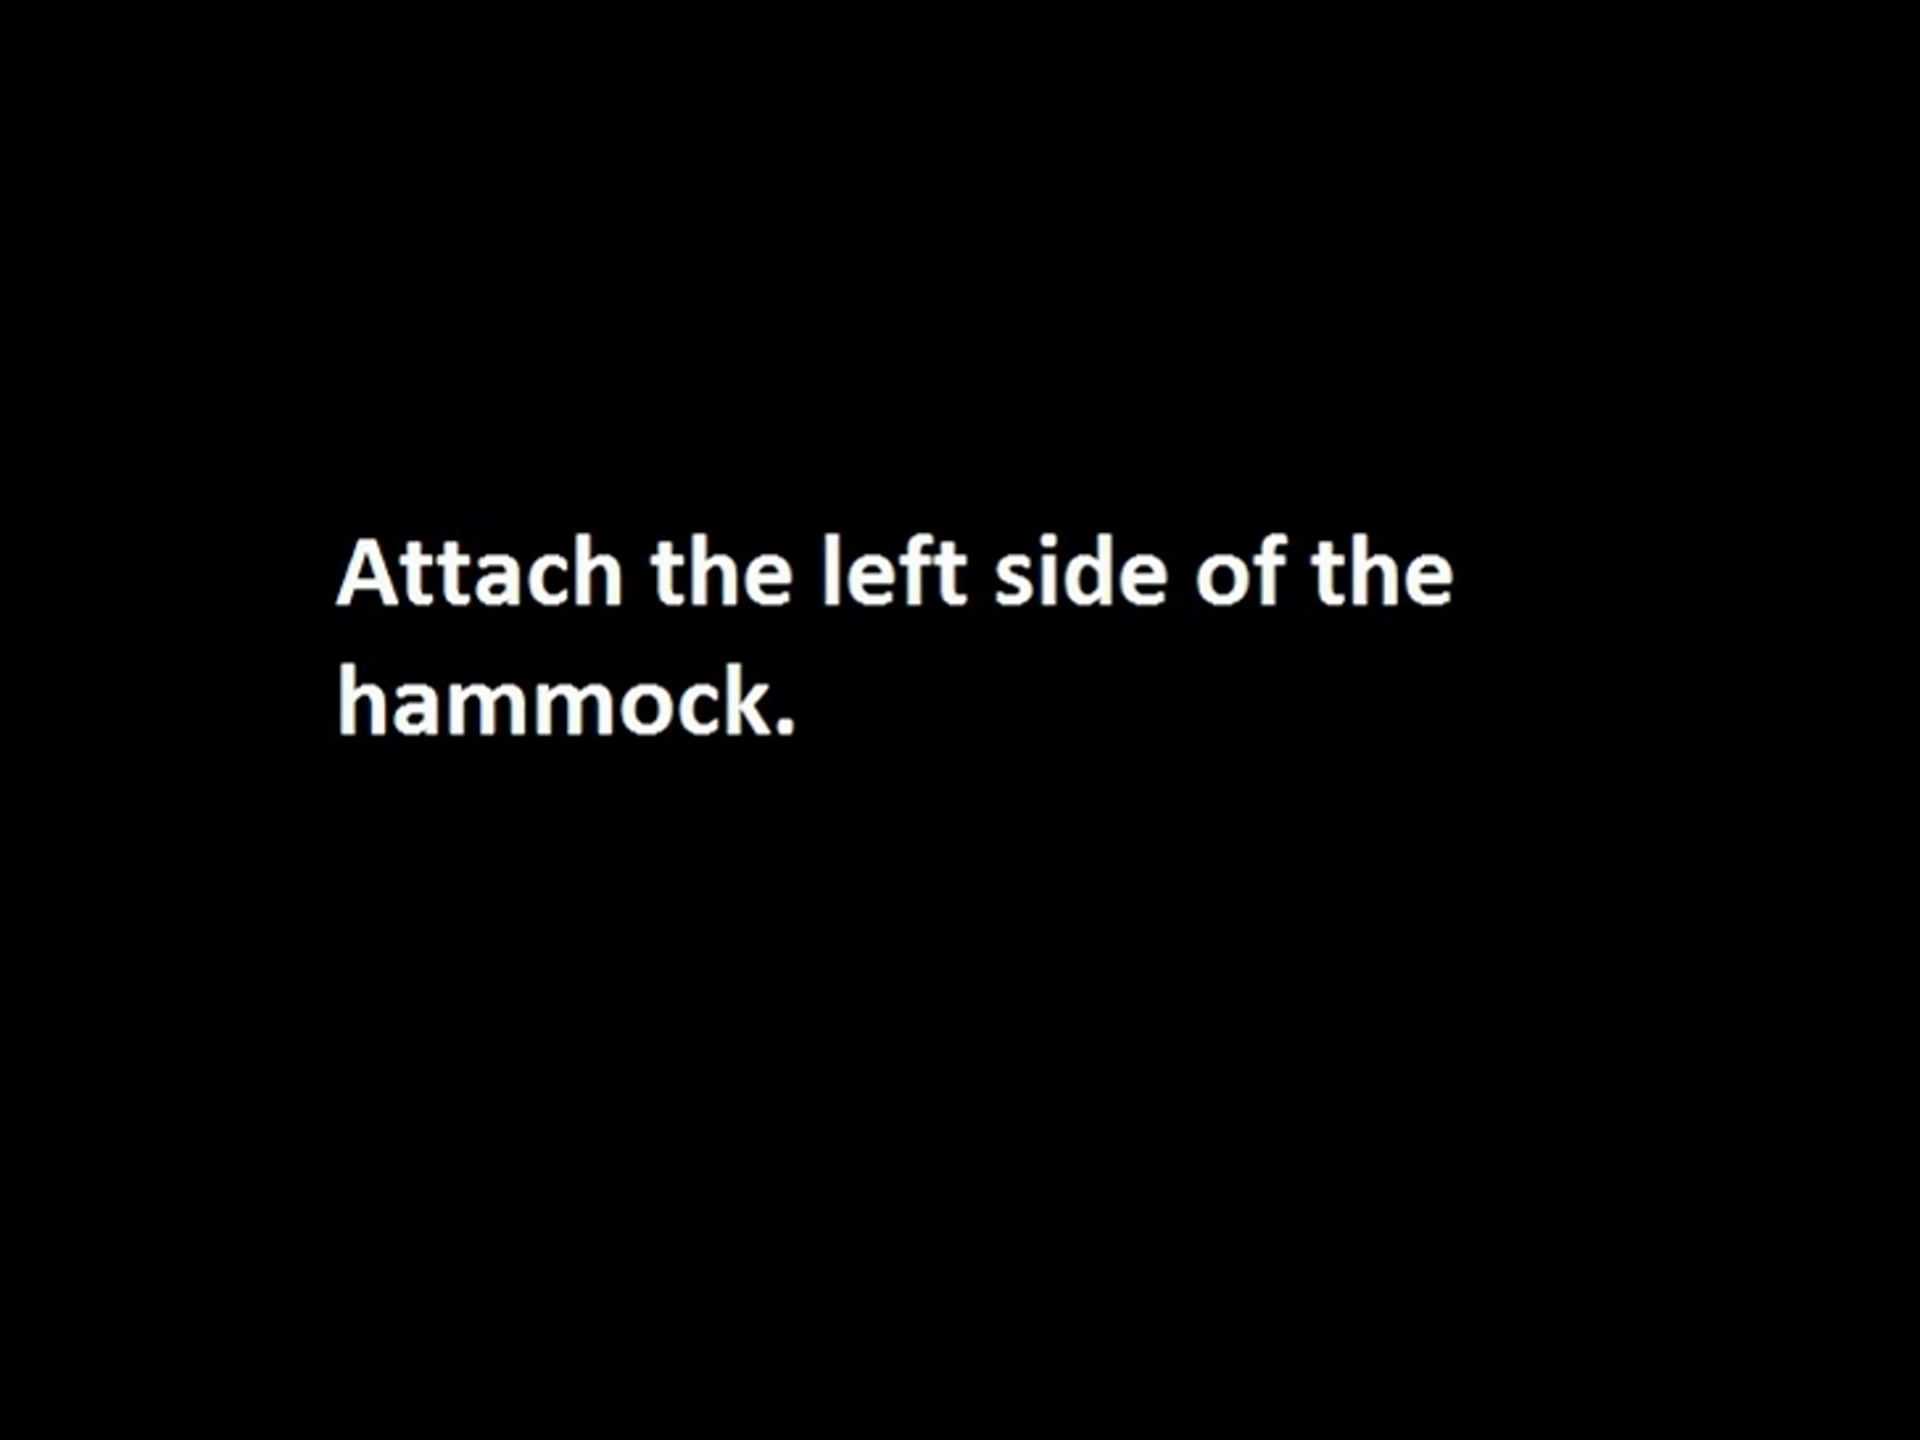 Attach the left side of the
hammock.